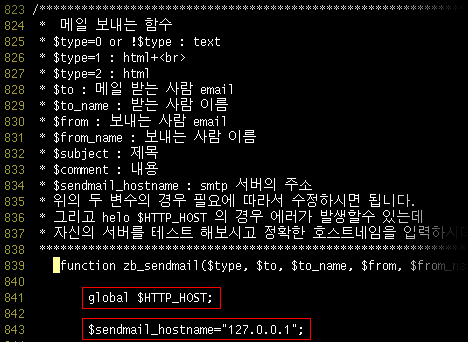 823 /******************************************************
824 *  메일 보내는 함수
825 * $type=0 or !$type : text
826 * $type=1 : html+<br>
827 * $type=2 : html
828 * $to : 메일 받는 사람 email
829 * $to_name : 받는 사람 이름
830 * $from : 보내는 사람 email
831 * $from_name : 보내는 사람 이름
832 * $subject : 제목
833 * $comment : 내용
834 * $sendmail_hostname : smtp 서버의 주소
835 * 위의 두 변수의 경우 필요에 따라서 수정하시면 됩니다.
836 * 그리고 helo $HTTP_HOST 의 경우 에러가 발생할수 있는데
837 * 자신의 서버를 테스트 해보시고 정확한 호스트네임을 입력하시
838 ******************************************************
839 function zb_sendmail($type, $to, $to_name, $from, $from_na
840
841 global $HTTP_HOST;
842
843 $sendmail_hostname="127.0.0.1";